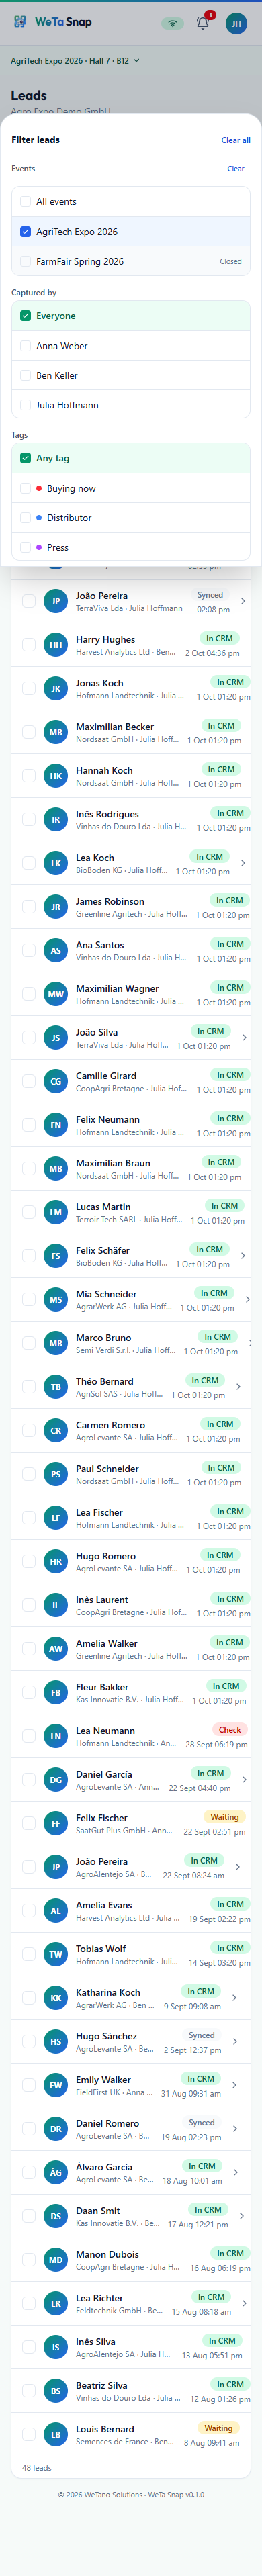 WeTa Snap
3
JH
AgriTech Expo 2026 · Hall 7 · B12
Leads
Agro Expo Demo GmbH
Filter leads
Clear all
Events
Clear
All events
AgriTech Expo 2026
FarmFair Spring 2026
Closed
Captured by
Everyone
Anna Weber
Ben Keller
Julia Hoffmann
Tags
Any tag
Buying now
Distributor
Press
JP João Pereira Synced
TerraViva Lda · Julia Hoffmann 02:08 pm
HH Harry Hughes In CRM
Harvest Analytics Ltd · Ben... 2 Oct 04:36 pm
JK Jonas Koch In CRM
Hofmann Landtechnik · Julia ... 1 Oct 01:20 pm
MB Maximilian Becker In CRM
Nordsaat GmbH · Julia Hoff... 1 Oct 01:20 pm
HK Hannah Koch In CRM
Nordsaat GmbH · Julia Hoff... 1 Oct 01:20 pm
IR Inês Rodrigues In CRM
Vinhas do Douro Lda · Julia H... 1 Oct 01:20 pm
LK Lea Koch In CRM
BioBoden KG · Julia Hoff... 1 Oct 01:20 pm
JR James Robinson In CRM
Greenline Agritech · Julia Hoff... 1 Oct 01:20 pm
AS Ana Santos In CRM
Vinhas do Douro Lda · Julia H... 1 Oct 01:20 pm
MW Maximilian Wagner In CRM
Hofmann Landtechnik · Julia ... 1 Oct 01:20 pm
JS João Silva In CRM
TerraViva Lda · Julia Hoff... 1 Oct 01:20 pm
CG Camille Girard In CRM
CoopAgri Bretagne · Julia Hof... 1 Oct 01:20 pm
FN Felix Neumann In CRM
Hofmann Landtechnik · Julia ... 1 Oct 01:20 pm
MB Maximilian Braun In CRM
Nordsaat GmbH · Julia Hoff... 1 Oct 01:20 pm
LM Lucas Martin In CRM
Terroir Tech SARL · Julia Hoff... 1 Oct 01:20 pm
FS Felix Schäfer In CRM
BioBoden KG · Julia Hoff... 1 Oct 01:20 pm
MS Mia Schneider In CRM
AgrarWerk AG · Julia Hoff... 1 Oct 01:20 pm
MB Marco Bruno In CRM
Semi Verdi S.r.l. · Julia Hoff... 1 Oct 01:20 pm
TB Théo Bernard In CRM
AgriSol SAS · Julia Hoff... 1 Oct 01:20 pm
CR Carmen Romero In CRM
AgroLevante SA · Julia Hoff... 1 Oct 01:20 pm
PS Paul Schneider In CRM
Nordsaat GmbH · Julia Hoff... 1 Oct 01:20 pm
LF Lea Fischer In CRM
Hofmann Landtechnik · Julia ... 1 Oct 01:20 pm
HR Hugo Romero In CRM
AgroLevante SA · Julia Hoff... 1 Oct 01:20 pm
IL Inès Laurent In CRM
CoopAgri Bretagne · Julia Hof... 1 Oct 01:20 pm
AW Amelia Walker In CRM
Greenline Agritech · Julia Hoff... 1 Oct 01:20 pm
FB Fleur Bakker In CRM
Kas Innovatie B.V. · Julia Hoff... 1 Oct 01:20 pm
LN Lea Neumann Check
Hofmann Landtechnik · An... 28 Sept 06:19 pm
DG Daniel García In CRM
AgroLevante SA · Ann... 22 Sept 04:40 pm
FF Felix Fischer Waiting
SaatGut Plus GmbH · Ann... 22 Sept 02:51 pm
JP João Pereira In CRM
AgroAlentejo SA · B... 22 Sept 08:24 am
AE Amelia Evans In CRM
Harvest Analytics Ltd · Julia ... 19 Sept 02:22 pm
TW Tobias Wolf In CRM
Hofmann Landtechnik · Juli... 14 Sept 03:20 pm
KK Katharina Koch In CRM
AgrarWerk AG · Ben ... 9 Sept 09:08 am
HS Hugo Sánchez Synced
AgroLevante SA · Be... 2 Sept 12:37 pm
EW Emily Walker In CRM
FieldFirst UK · Anna ... 31 Aug 09:31 am
DR Daniel Romero Synced
AgroLevante SA · B... 19 Aug 02:23 pm
ÁG Álvaro García In CRM
AgroLevante SA · Be... 18 Aug 10:01 am
DS Daan Smit In CRM
Kas Innovatie B.V. · Be... 17 Aug 12:21 pm
MD Manon Dubois In CRM
CoopAgri Bretagne · Julia H... 16 Aug 06:19 pm
LR Lea Richter In CRM
Feldtechnik GmbH · Be... 15 Aug 08:18 am
IS Inês Silva In CRM
AgroAlentejo SA · Julia H... 13 Aug 05:51 pm
BS Beatriz Silva In CRM
Vinhas do Douro Lda · Julia ... 12 Aug 01:26 pm
LB Louis Bernard Waiting
Semences de France · Ben... 8 Aug 09:41 am
48 leads
© 2026 WeTano Solutions · WeTa Snap v0.1.0